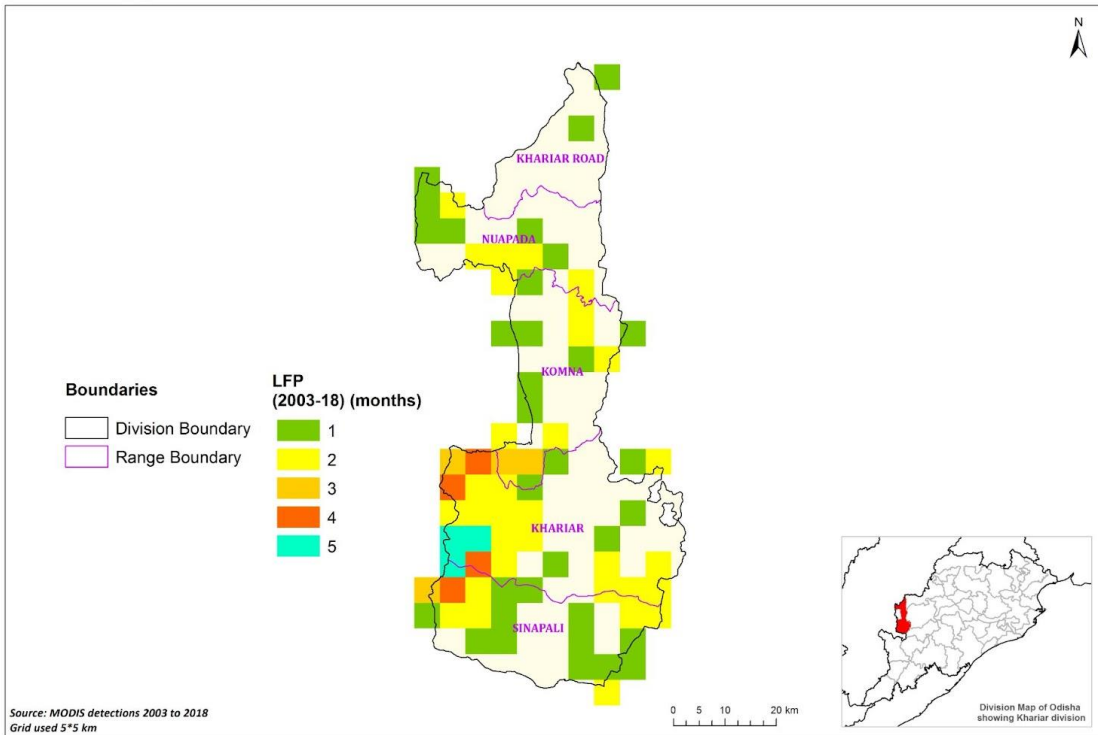 N
KHARIAR ROAD
NUAPADA
KOMNA
KHARIAR
SINAPALI
Boundaries
Division Boundary
Range Boundary
LFP
(2003-18) (months)
1
2
3
4
5
Source: MODIS detections 2003 to 2018
Grid used 5*5 km
0 5 10 20 km
Division Map of Odisha
showing Khariar division